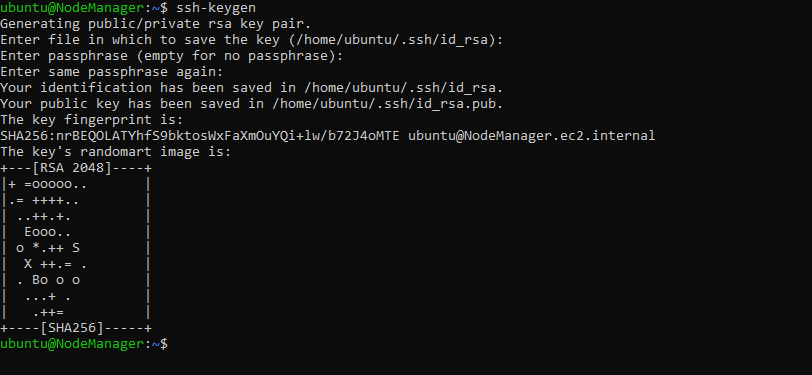 ubuntu@NodeManager:~$ ssh-keygen
Generating public/private rsa key pair.
Enter file in which to save the key (/home/ubuntu/.ssh/id_rsa):
Enter passphrase (empty for no passphrase):
Enter same passphrase again:
Your identification has been saved in /home/ubuntu/.ssh/id_rsa.
Your public key has been saved in /home/ubuntu/.ssh/id_rsa.pub.
The key fingerprint is:
SHA256:nrBEQOLATYhfS9bktosWxFaXmOuYQi+lw/b72J4oMTE ubuntu@NodeManager.ec2.internal
The key's randomart image is:
+---[RSA 2048]----+
|+ =ooooo..       |
|.= ++++..        |
| ..++.+.         |
|  Eooo..         |
| o *.++ S        |
|  X ++.= .       |
| . Bo o o        |
|  ...+ .         |
|   .++=          |
+----[SHA256]-----+
ubuntu@NodeManager:~$